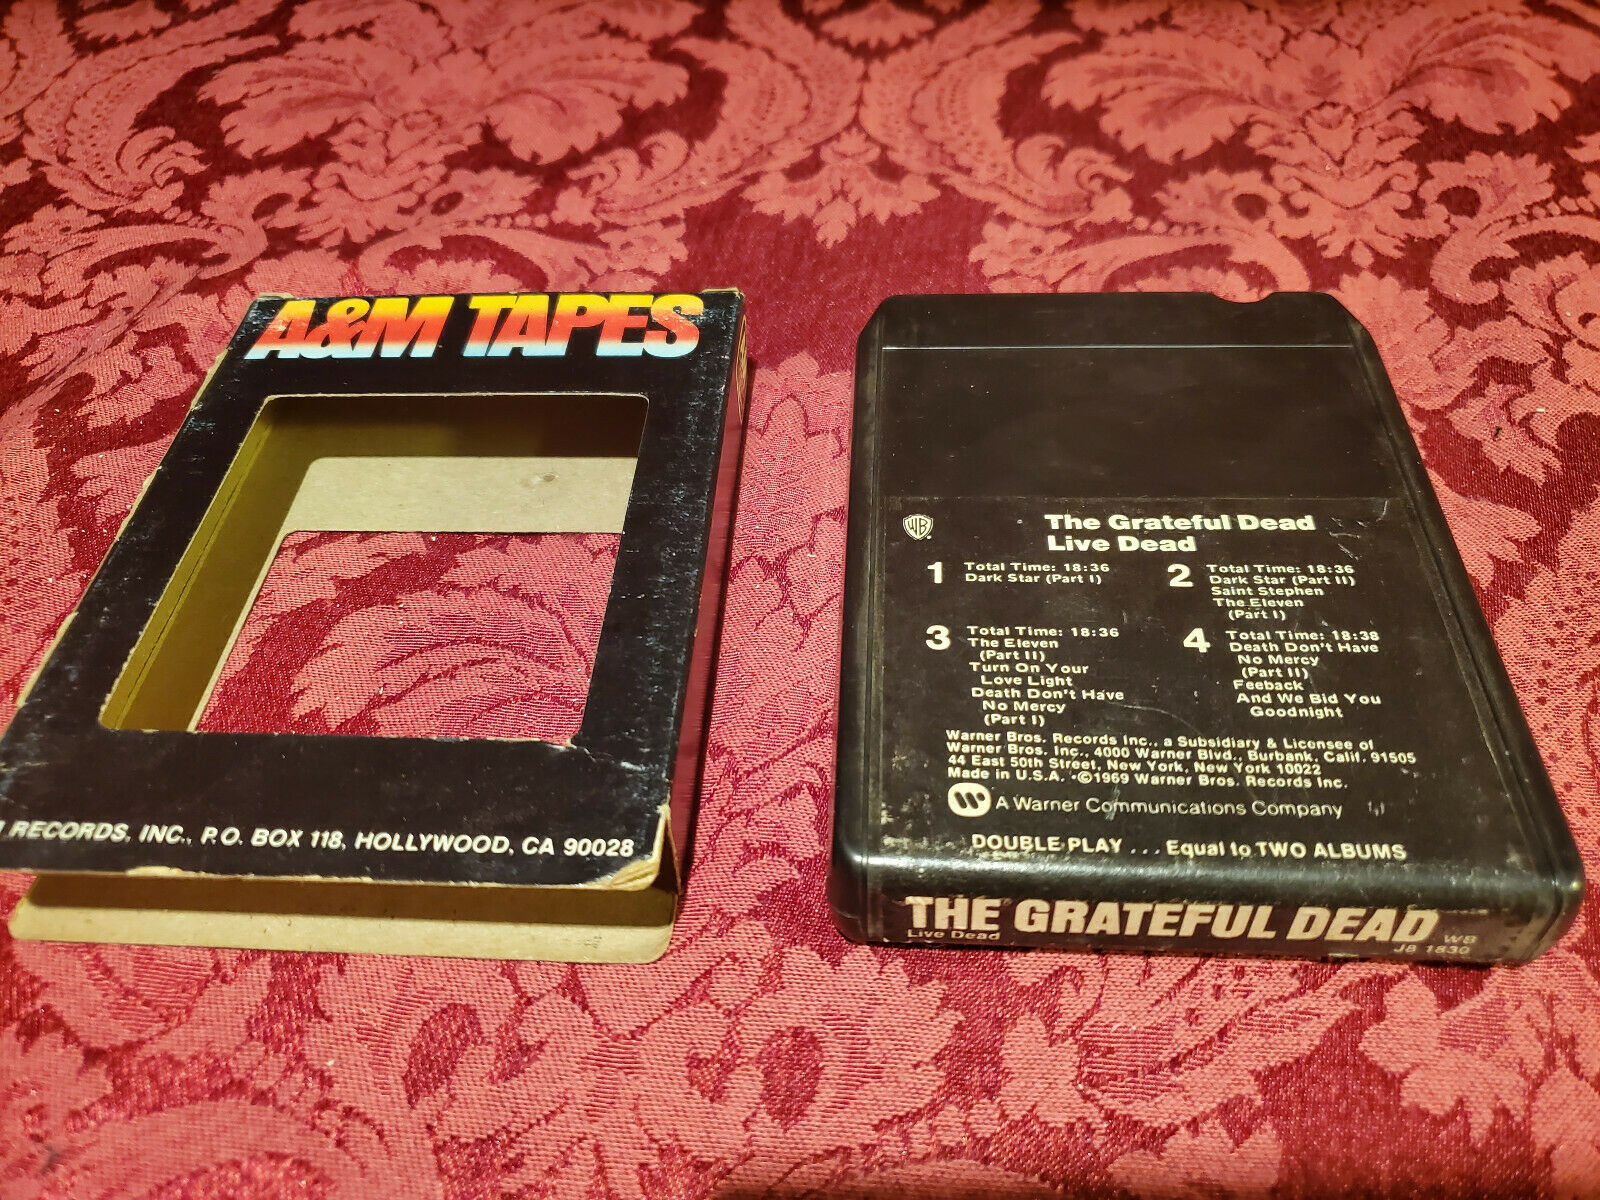 A&M TAPES
RECORDS, INC., P.O. BOX 118, HOLLYWOOD, CA 90028
WB
The Grateful Dead
Live Dead
1 Total Time: 18:36
Dark Star (Part I)
2 Total Time: 18:36
Dark Star (Part II)
Saint Stephen
The Eleven
(Part I)
3 Total Time: 18:36
The Eleven
(Part II)
Turn On Your
Love Light
Death Don't Have
No Mercy
(Part I)
4 Total Time: 18:38
Death Don't Have
No Mercy
(Part II)
Feeback
And We Bid You
Goodnight
Warner Bros. Records Inc., a Subsidiary & Licensee of
Warner Bros. Inc., 4000 Warner Blvd., Burbank, Calif. 91505
44 East 50th Street, New York, New York 10022
Made in U.S.A. ·©1969 Warner Bros. Records Inc.
A Warner Communications Company
DOUBLE PLAY . . . Equal to TWO ALBUMS
THE GRATEFUL DEAD
Live Dead
WB
J8 1830